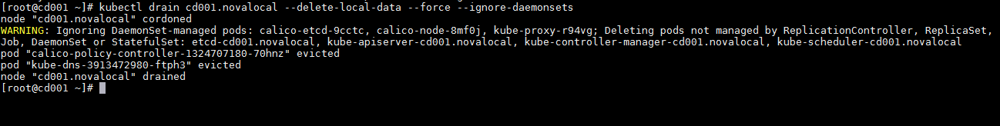 [root@cd001 ~]# kubectl drain cd001.novalocal --delete-local-data --force --ignore-daemonsets
node "cd001.novalocal" cordoned
WARNING: Ignoring DaemonSet-managed pods: calico-etcd-9cctc, calico-node-8mf0j, kube-proxy-r94vg; Deleting pods not managed by ReplicationController, ReplicaSet,
Job, DaemonSet or StatefulSet: etcd-cd001.novalocal, kube-apiserver-cd001.novalocal, kube-controller-manager-cd001.novalocal, kube-scheduler-cd001.novalocal
pod "calico-policy-controller-1324707180-70hnz" evicted
pod "kube-dns-3913472980-ftph3" evicted
node "cd001.novalocal" drained
[root@cd001 ~]#